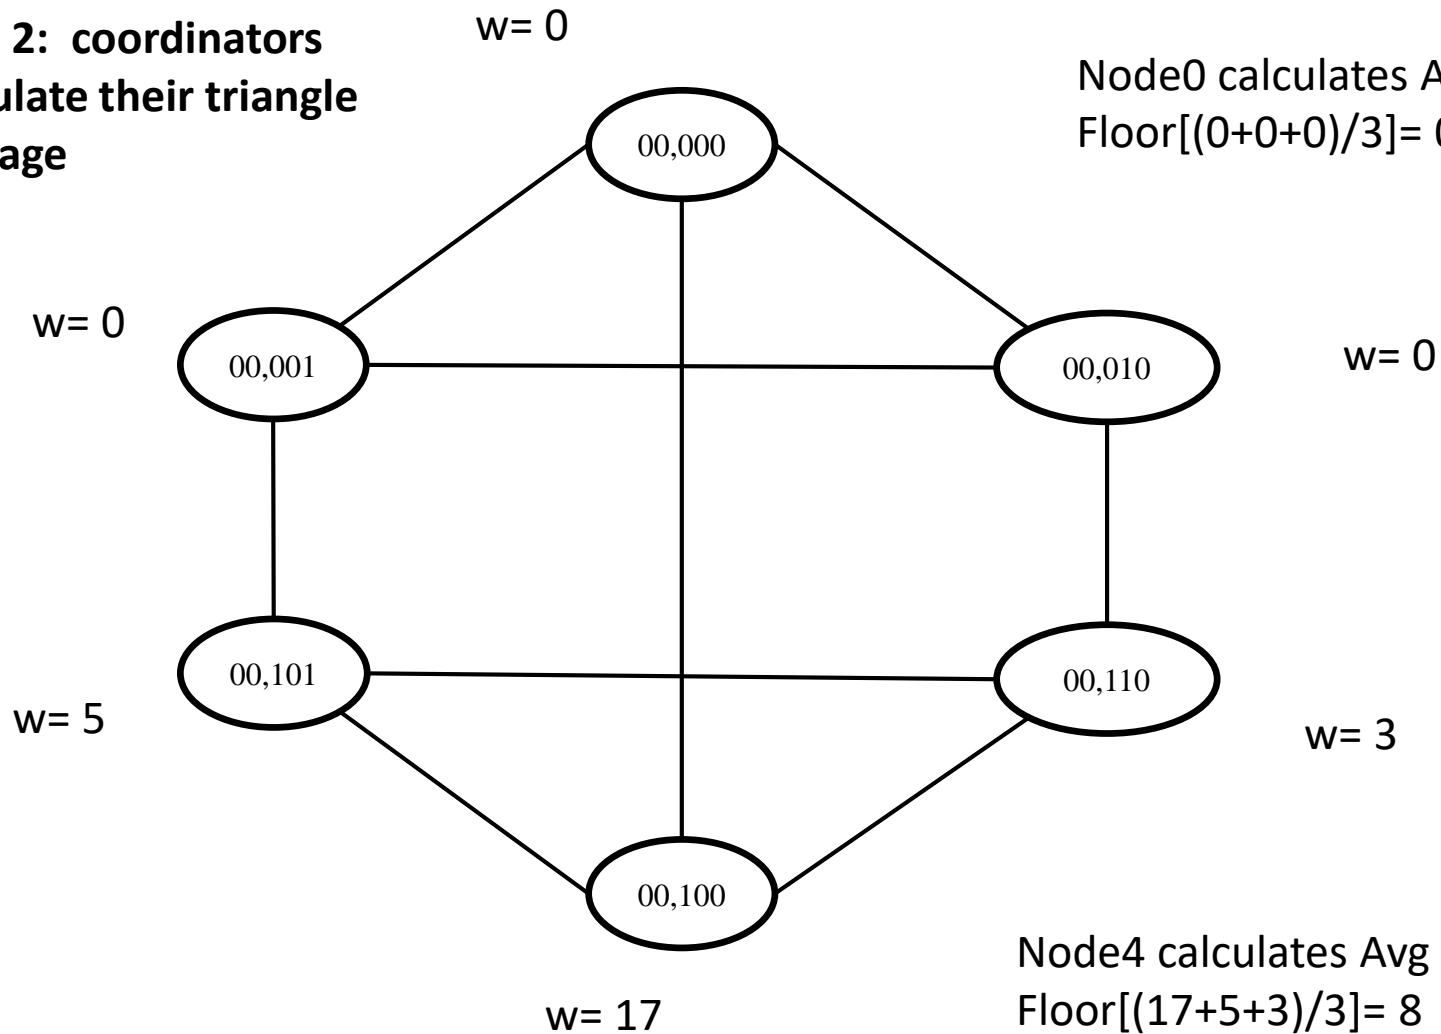 2: coordinators
ulate their triangle
age
w= 0
Node0 calculates A
Floor[(0+0+0)/3]= 0
00,000
w= 0
00,001
00,010
w= 0
00,101
00,110
w= 5
w= 3
00,100
Node4 calculates Avg
w= 17
Floor[(17+5+3)/3]= 8